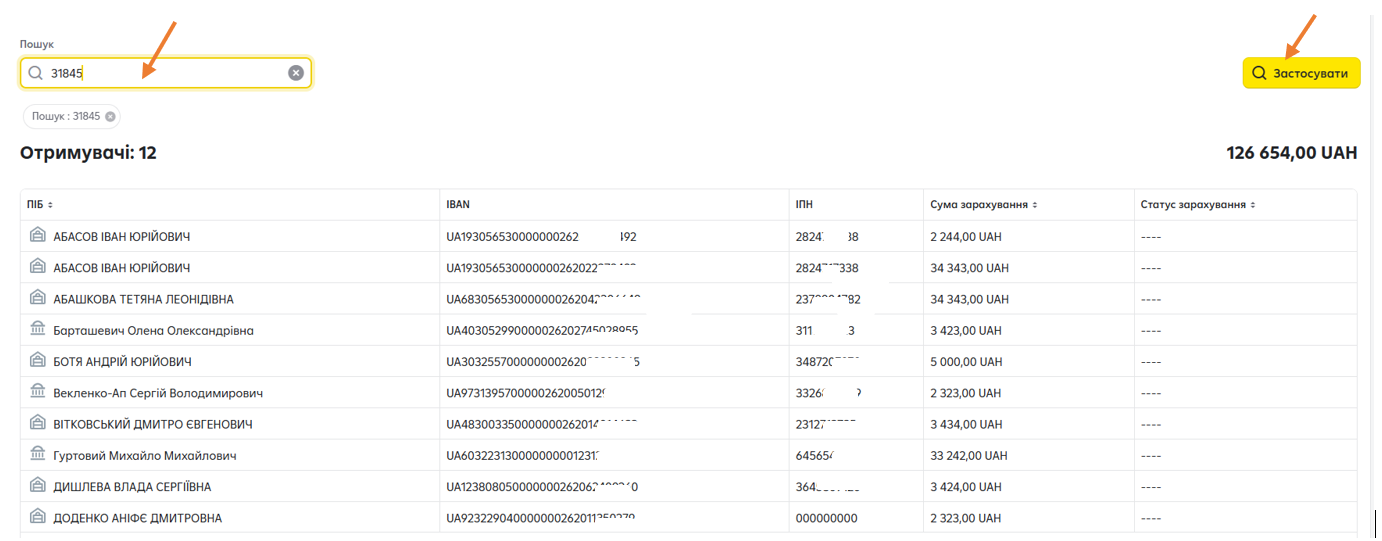 Пошук
31845
Застосувати
Пошук : 31845
Отримувачі: 12 126 654,00 UAH
ПІБ IBAN ІПН Сума зарахування Статус зарахування
АБАСОВ ІВАН ЮРІЙОВИЧ 2 244,00 UAH ----
АБАСОВ ІВАН ЮРІЙОВИЧ 34 343,00 UAH ----
АБАШКОВА ТЕТЯНА ЛЕОНІДІВНА 34 343,00 UAH ----
Барташевич Олена Олександрівна 3 423,00 UAH ----
БОТЯ АНДРІЙ ЮРІЙОВИЧ 5 000,00 UAH ----
Векленко-Ап Сергій Володимирович 2 323,00 UAH ----
ВІТКОВСЬКИЙ ДМИТРО ЄВГЕНОВИЧ 3 434,00 UAH ----
Гуртовий Михайло Михайлович 33 242,00 UAH ----
ДИШЛЕВА ВЛАДА СЕРГІЇВНА 3 424,00 UAH ----
ДОДЕНКО АНІФЄ ДМИТРОВНА 000000000 2 323,00 UAH ----